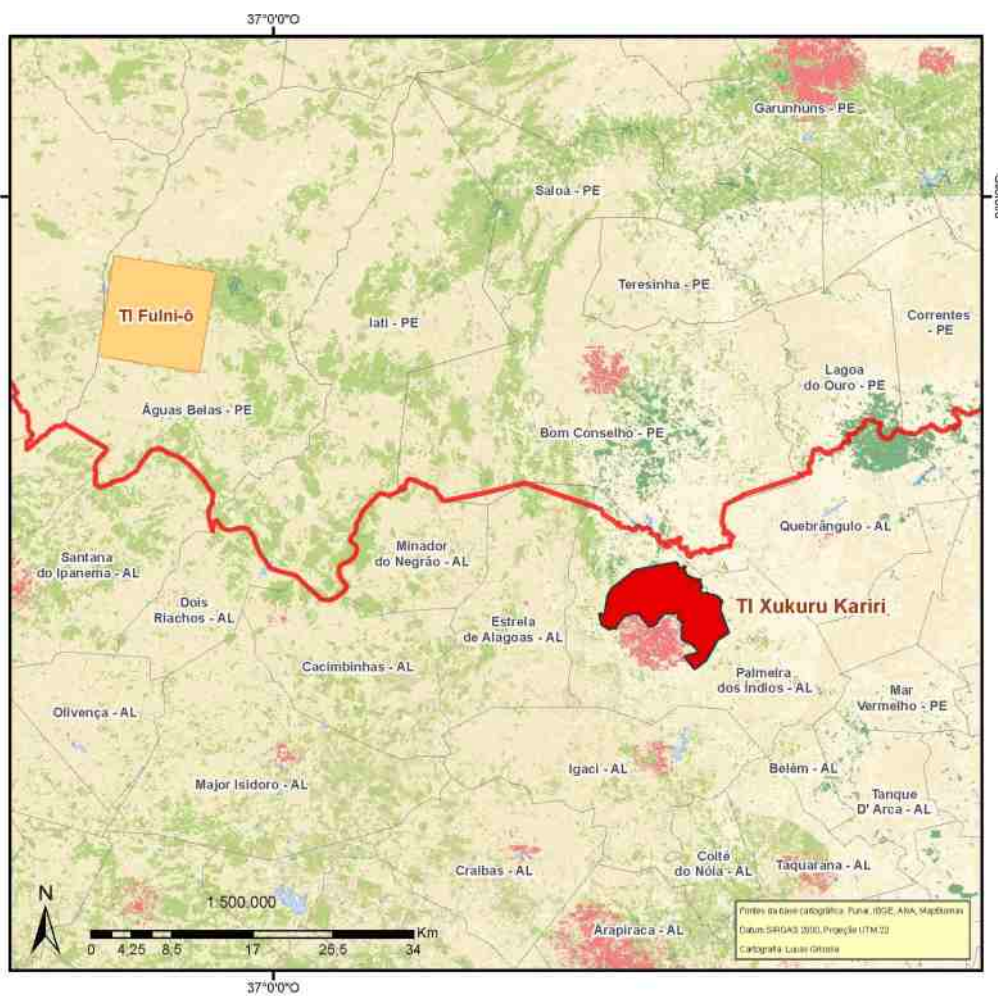 37°0'0"O
Garunhuns - PE
Saloá - PE
Teresinha - PE
TI Fulni-ô
Iati - PE
Correntes
- PE
Lagoa
do Ouro - PE
Águas Belas - PE
Bom Conselho - PE
Quebrângulo - AL
Santana
do Ipanema - AL
Minador
do Negrão - AL
Dois
Riachos - AL
Estrela
de Alagoas - AL
TI Xukuru Kariri
Cacimbinhas - AL
Palmeira
dos Índios - AL
Mar
Vermelho - PE
Olivença - AL
Igaci - AL
Belém - AL
Major Isidoro - AL
Tanque
D' Arca - AL
Craíbas - AL
Coité
do Nóia - AL
Taquarana - AL
N
1:500.000
Km
0 4,25 8,5 17 25,5 34
Arapiraca - AL
Fontes da base cartográfica: Funai, IBGE, ANA, MapBiomas
Datum SIRGAS 2000, Projeção UTM 22
Cartografia: Luísa
37°0'0"O